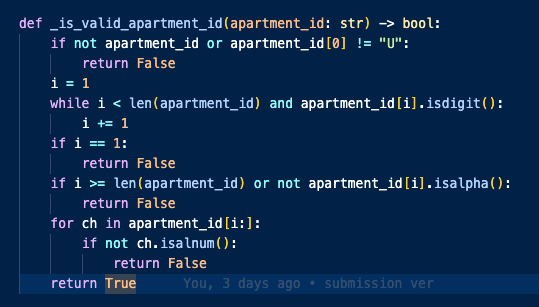 def _is_valid_apartment_id(apartment_id: str) -> bool:
    if not apartment_id or apartment_id[0] != "U":
        return False
    i = 1
    while i < len(apartment_id) and apartment_id[i].isdigit():
        i += 1
    if i == 1:
        return False
    if i >= len(apartment_id) or not apartment_id[i].isalpha():
        return False
    for ch in apartment_id[i:]:
        if not ch.isalnum():
            return False
    return True      You, 3 days ago • submission ver